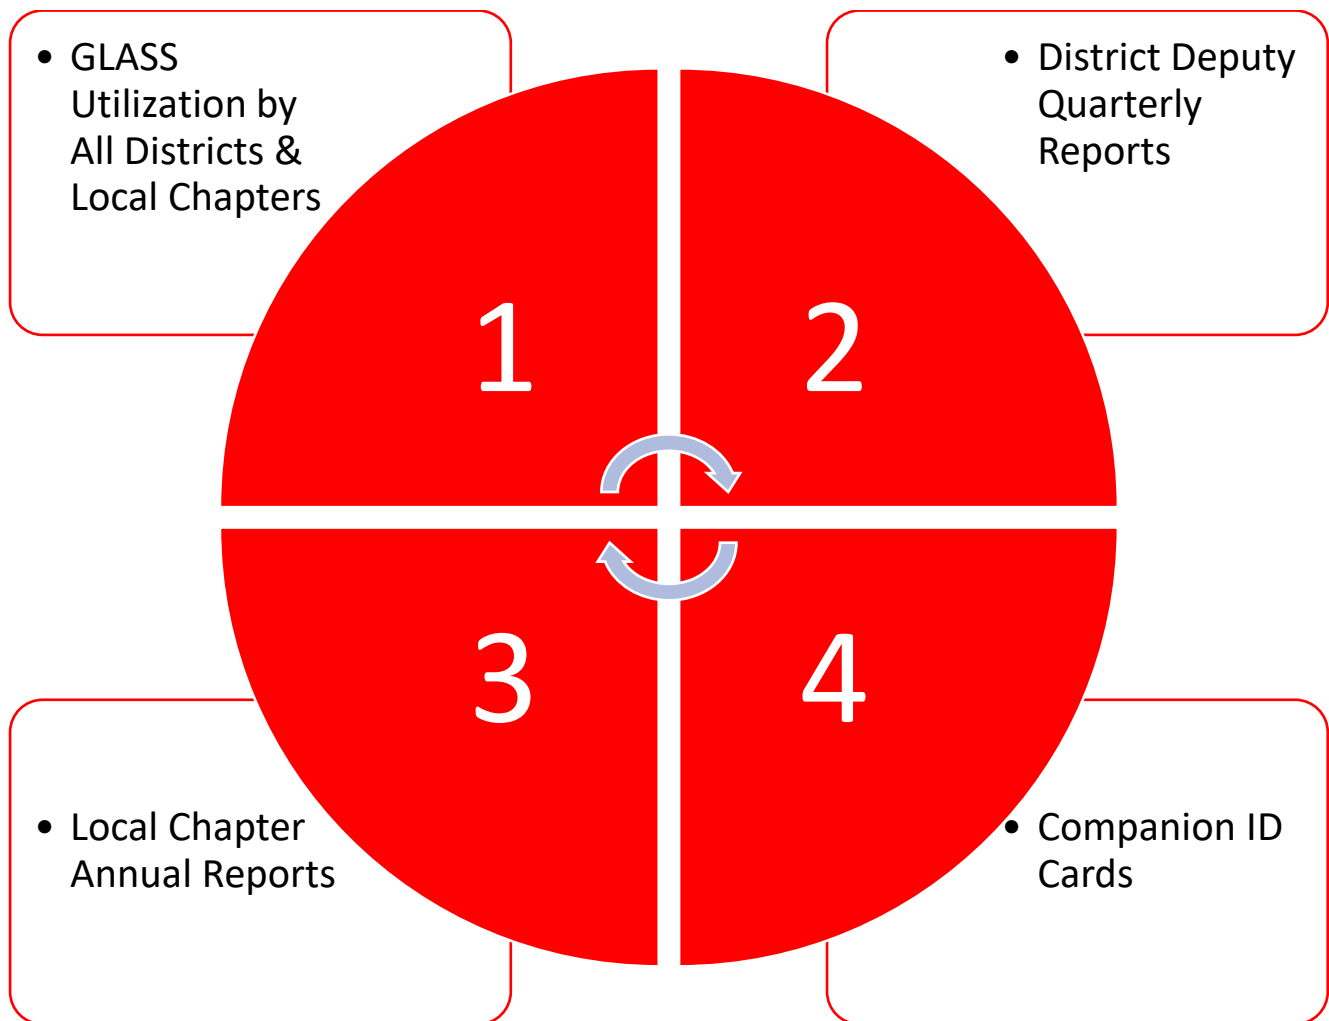 • GLASS
Utilization by
All Districts &
Local Chapters
• District Deputy
Quarterly
Reports
1
2
3
4
• Local Chapter
Annual Reports
• Companion ID
Cards